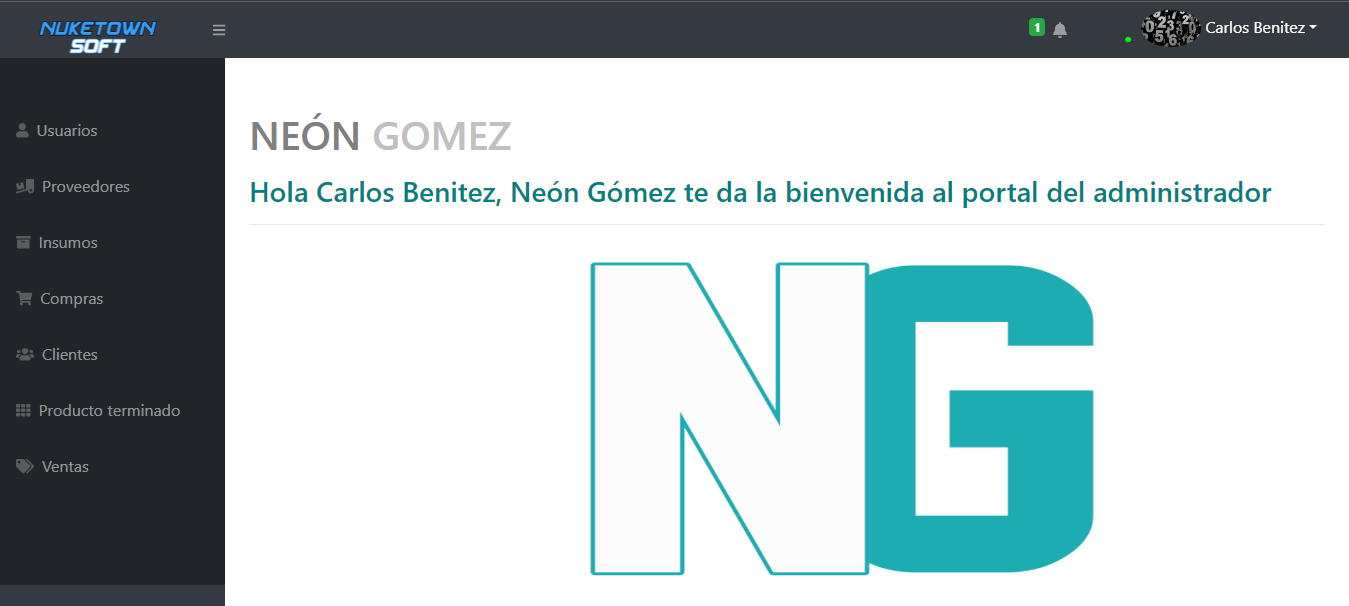 NUKETOWN
SOFT
1
Carlos Benitez
Usuarios
Proveedores
Insumos
Compras
Clientes
Producto terminado
Ventas
NEÓN GOMEZ
Hola Carlos Benitez, Neón Gómez te da la bienvenida al portal del administrador
NG